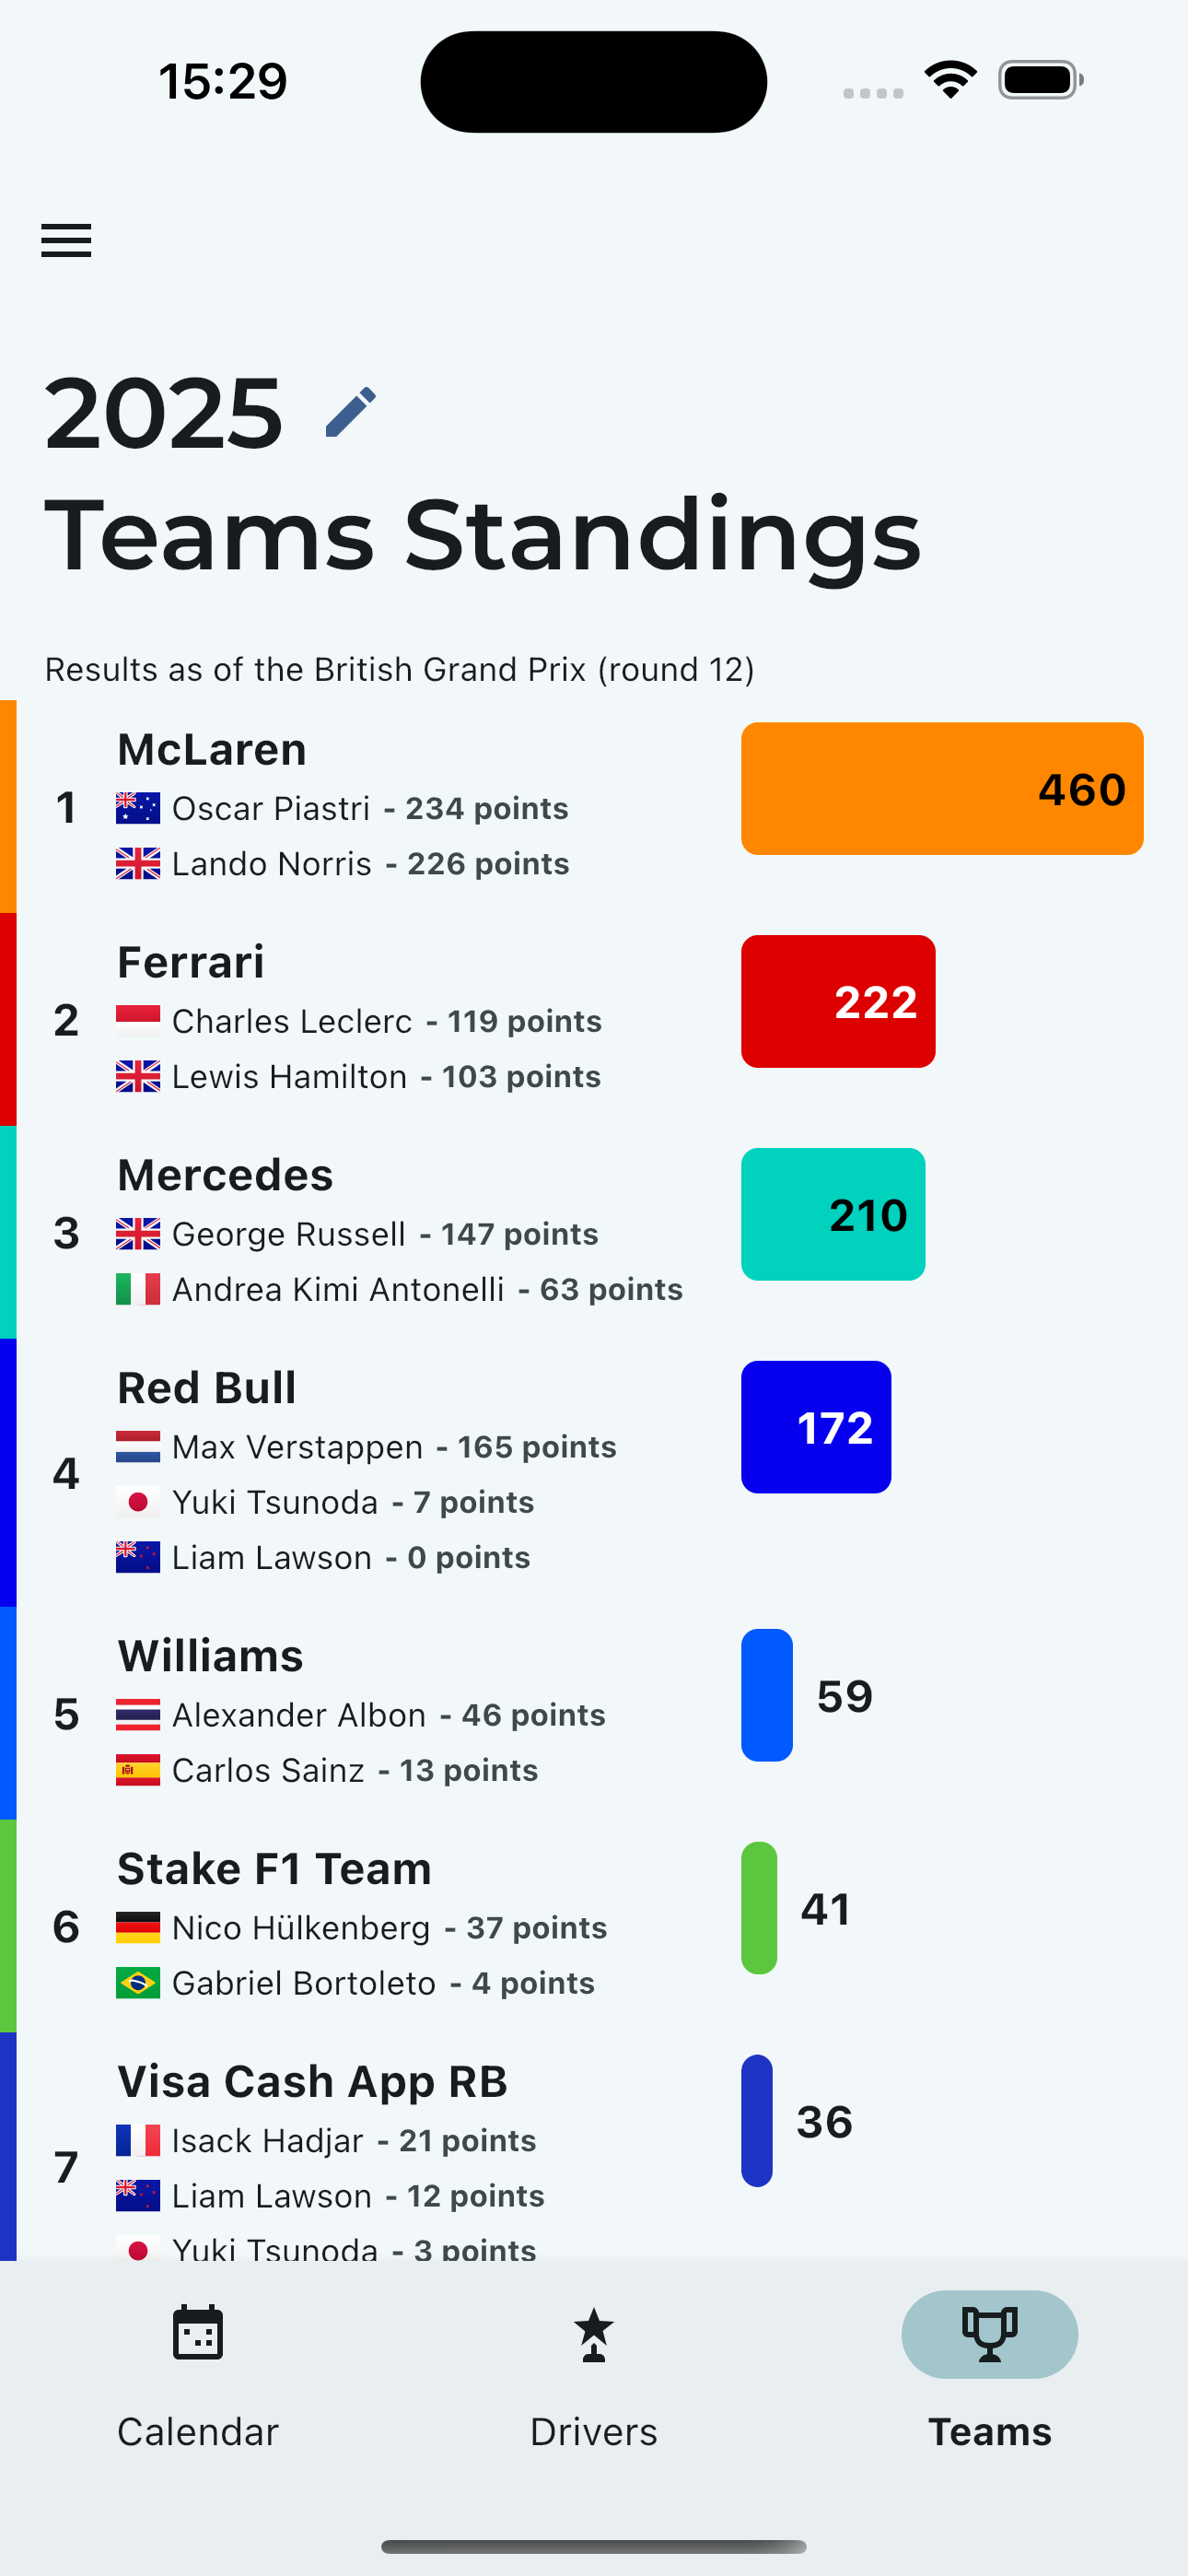 15:29
2025
Teams Standings
Results as of the British Grand Prix (round 12)
McLaren
1
Oscar Piastri - 234 points
Lando Norris - 226 points
460
Ferrari
2
Charles Leclerc - 119 points
Lewis Hamilton - 103 points
222
Mercedes
3
George Russell - 147 points
Andrea Kimi Antonelli - 63 points
210
Red Bull
4
Max Verstappen - 165 points
Yuki Tsunoda - 7 points
Liam Lawson - 0 points
172
Williams
5
Alexander Albon - 46 points
Carlos Sainz - 13 points
59
Stake F1 Team
6
Nico Hülkenberg - 37 points
Gabriel Bortoleto - 4 points
41
Visa Cash App RB
7
Isack Hadjar - 21 points
Liam Lawson - 12 points
Yuki Tsunoda - 3 points
36
Calendar
Drivers
Teams